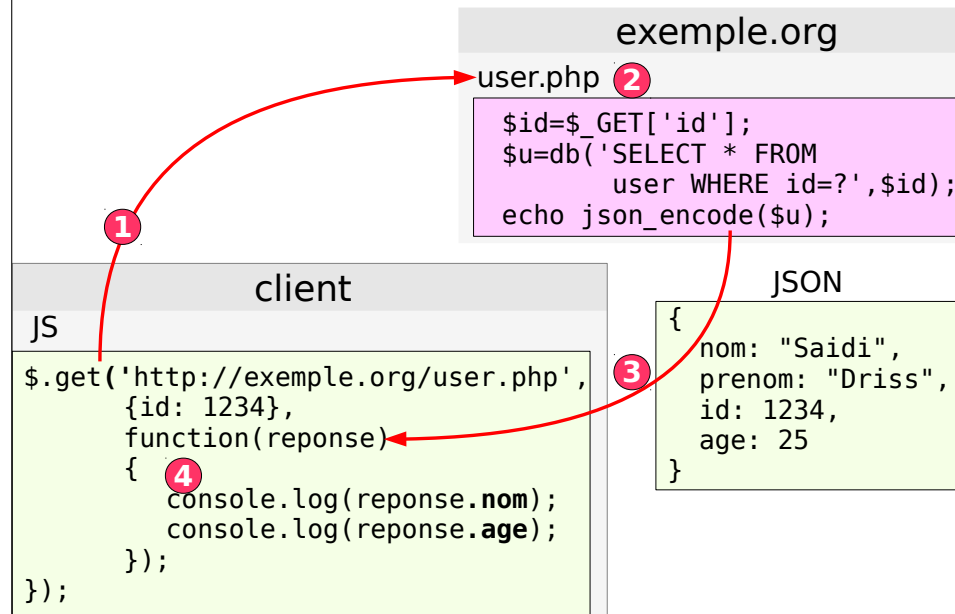 exemple.org
user.php 2
$id=$_GET['id'];
$u=db('SELECT * FROM
user WHERE id=?',$id);
echo json_encode($u);
1
client
JS
$.get('http://exemple.org/user.php',
{id: 1234},
function(reponse)
{ 4
console.log(reponse.nom);
console.log(reponse.age);
});
});
3
JSON
{
nom: "Saidi",
prenom: "Driss",
id: 1234,
age: 25
}